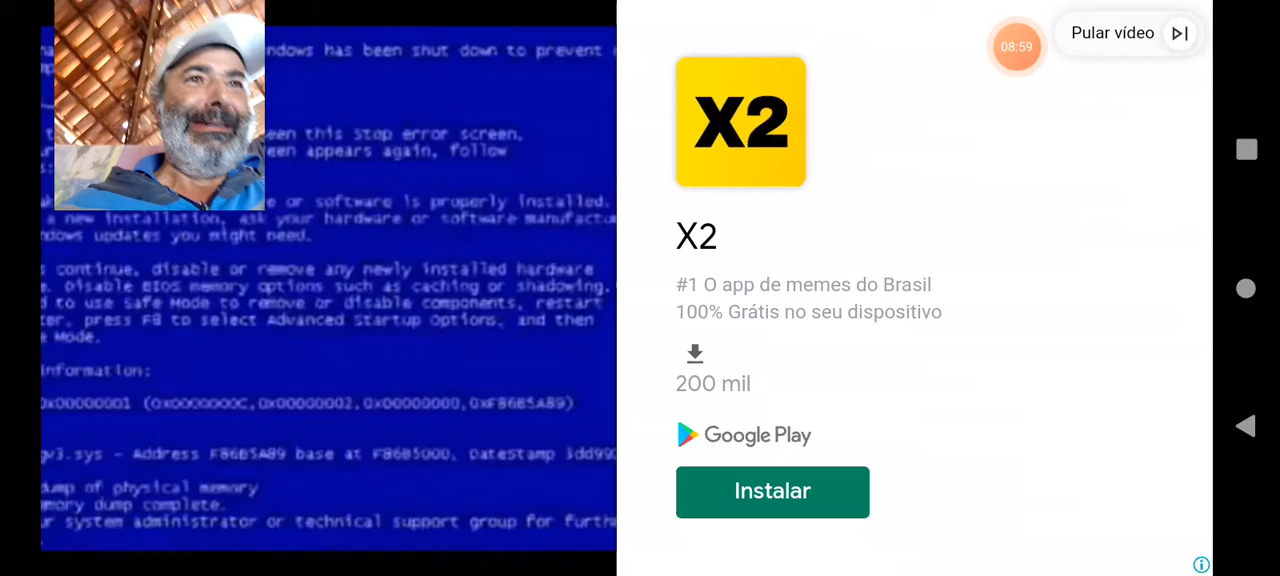 ndows has been shut down to prevent
een this Stop error screen,
reen appears again, follow
s:
e or software is properly installed.
a new installation, ask your hardware or software manufactu
ndows updates you might need.
s continue, disable or remove any newly installed hardware
e. Disable BIOS memory options such as caching or shadowing.
d to use Safe Mode to remove or disable components, restart
ter, press F8 to select Advanced Startup Options, and then
e Mode.
information:
0x00000001 (0x0000000C,0x00000002,0x00000000,0xF86B5A89)
gv3.sys - Address F86B5A89 base at F86B5000, DateStamp 3dd99
dump of physical memory
mory dump complete.
ur system administrator or technical support group for furth
08:59
Pular vídeo
X2
X2
#1 O app de memes do Brasil
100% Grátis no seu dispositivo
200 mil
Google Play
Instalar